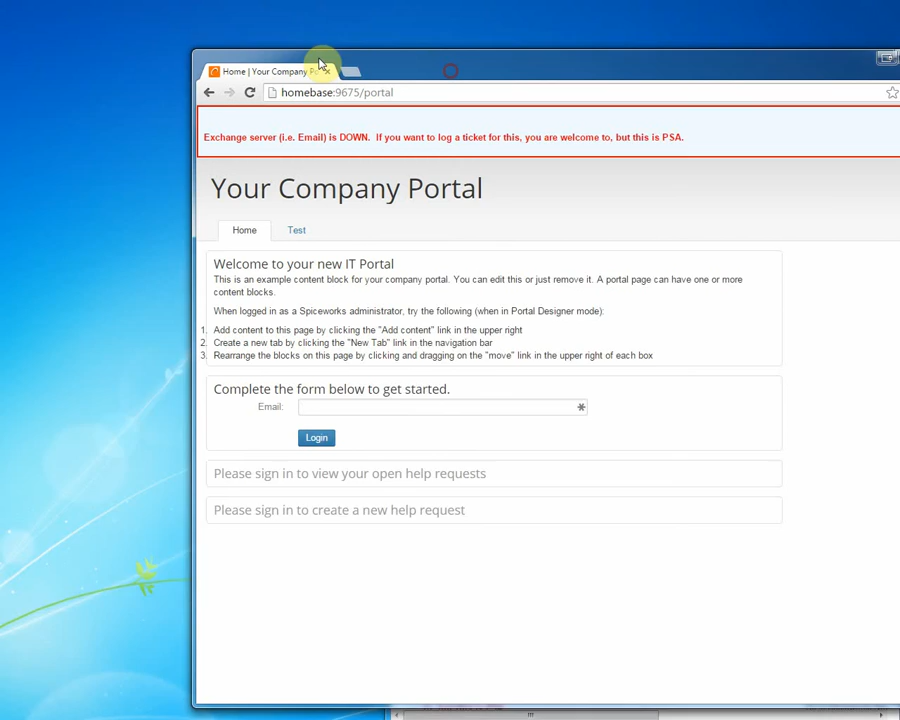 Home | Your Company Po
homebase:9675/portal
Exchange server (i.e. Email) is DOWN.  If you want to log a ticket for this, you are welcome to, but this is PSA.
Your Company Portal
Home
Test
Welcome to your new IT Portal
This is an example content block for your company portal. You can edit this or just remove it. A portal page can have one or more
content blocks.
When logged in as a Spiceworks administrator, try the following (when in Portal Designer mode):
1. Add content to this page by clicking the "Add content" link in the upper right
2. Create a new tab by clicking the "New Tab" link in the navigation bar
3. Rearrange the blocks on this page by clicking and dragging on the "move" link in the upper right of each box
Complete the form below to get started.
Email:
Login
Please sign in to view your open help requests
Please sign in to create a new help request